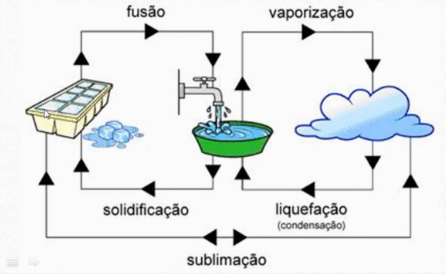 fusão
vaporização
solidificação
liquefação
(condensação)
sublimação